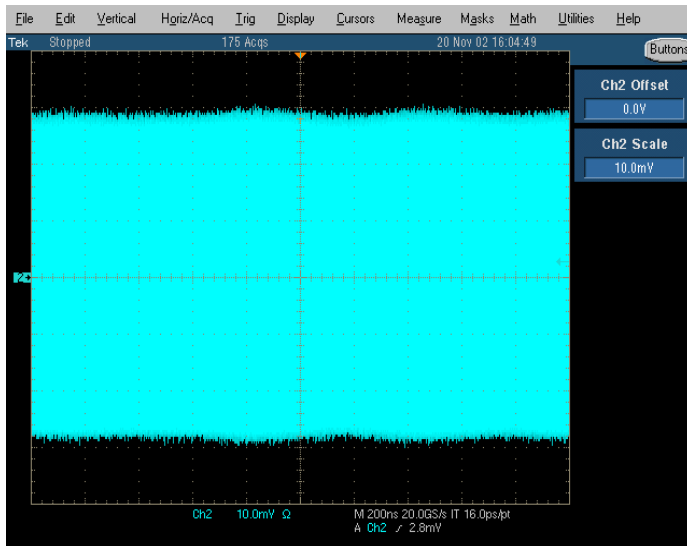 File Edit Vertical Horiz/Acq Trig Display Cursors Measure Masks Math Utilities Help
Tek Stopped 175 Acqs 20 Nov 02 16:04:49
Buttons
Ch2 Offset
0.0V
Ch2 Scale
10.0mV
2
Ch2 10.0mV Ω M 200ns 20.0GS/s IT 16.0ps/pt
A Ch2 ⁄ 2.8mV